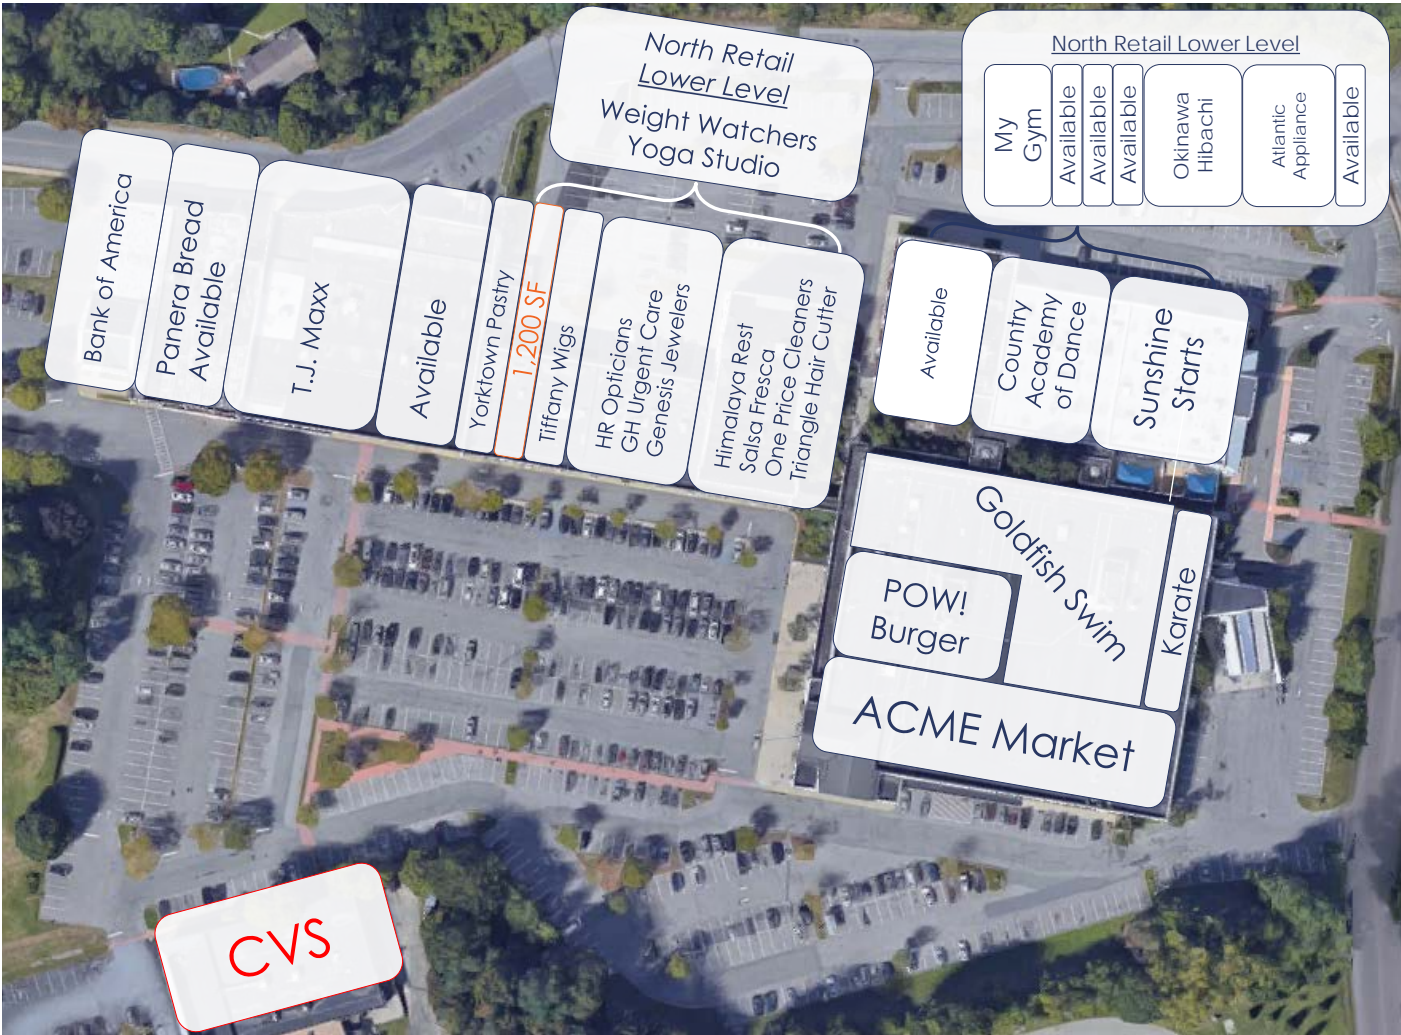 North Retail
Lower Level
Weight Watchers
Yoga Studio
North Retail Lower Level
My
Gym
Available
Available
Available
Okinawa
Hibachi
Atlantic
Appliance
Available
Bank of America
Panera Bread
Available
T.J. Maxx
Available
Yorktown Pastry
1,200 SF
Tiffany Wigs
HR Opticians
GH Urgent Care
Genesis Jewelers
Himalaya Rest
Salsa Fresca
One Price Cleaners
Triangle Hair Cutter
Available
Country
Academy
of Dance
Sunshine
Starts
Goldfish Swim
POW!
Burger
Karate
ACME Market
CVS